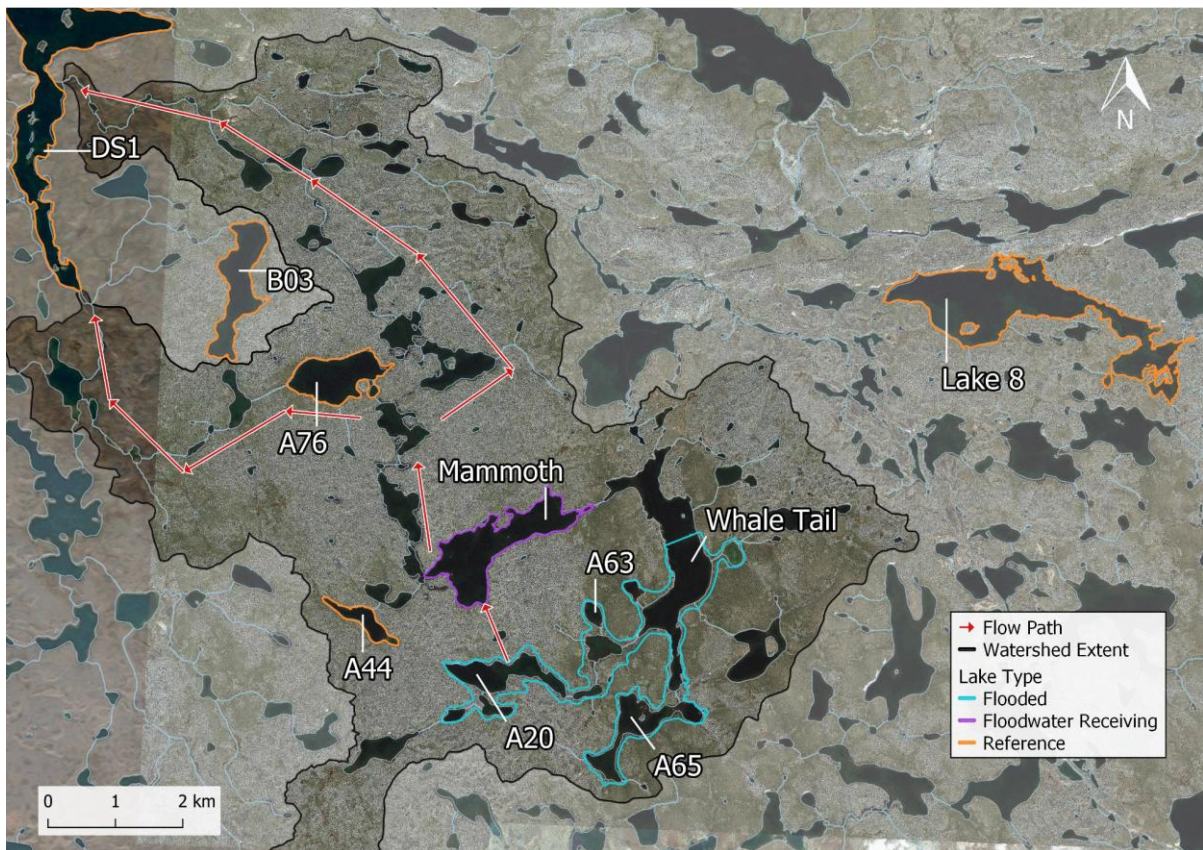 N
DS1
B03
Lake 8
A76
Mammoth
Whale Tail
A63
A44
A20
A65
Flow Path
Watershed Extent
Lake Type
Flooded
Floodwater Receiving
Reference
0 1 2 km